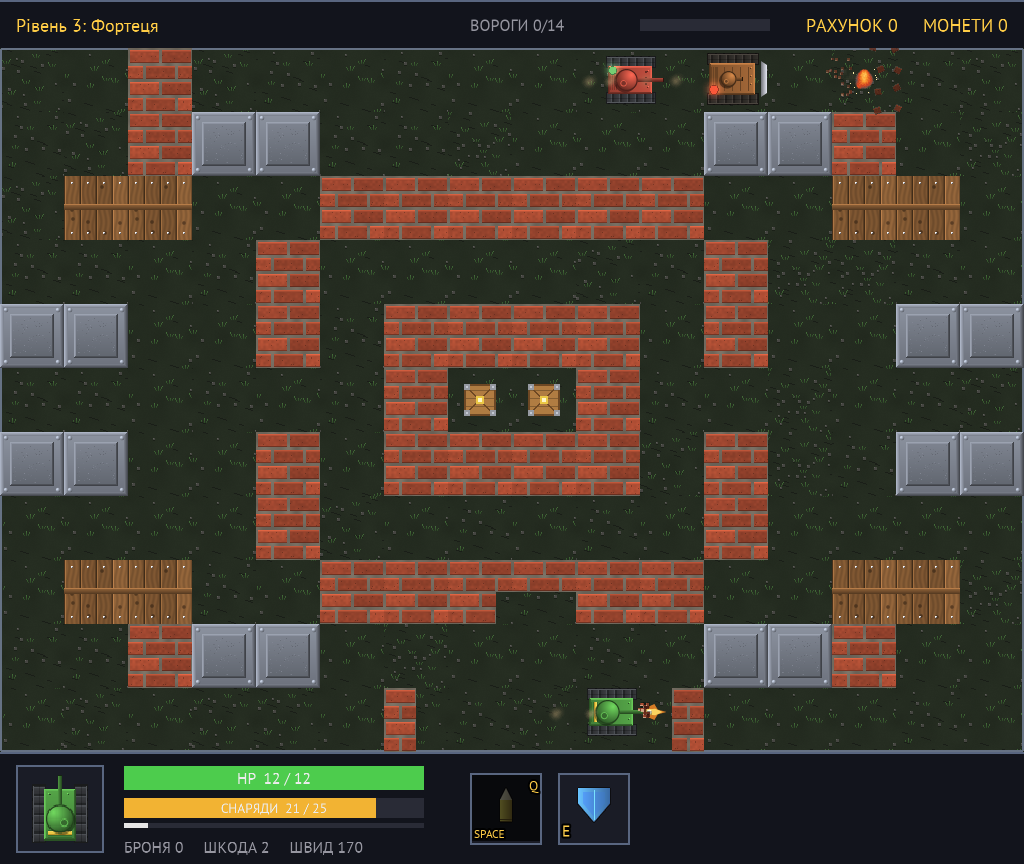 Рівень 3: Фортеця ВОРОГИ 0/14 РАХУНОК 0 МОНЕТИ 0
HP 12 / 12
СНАРЯДИ 21 / 25
БРОНЯ 0 ШКОДА 2 ШВИД 170
Q
SPACE
E